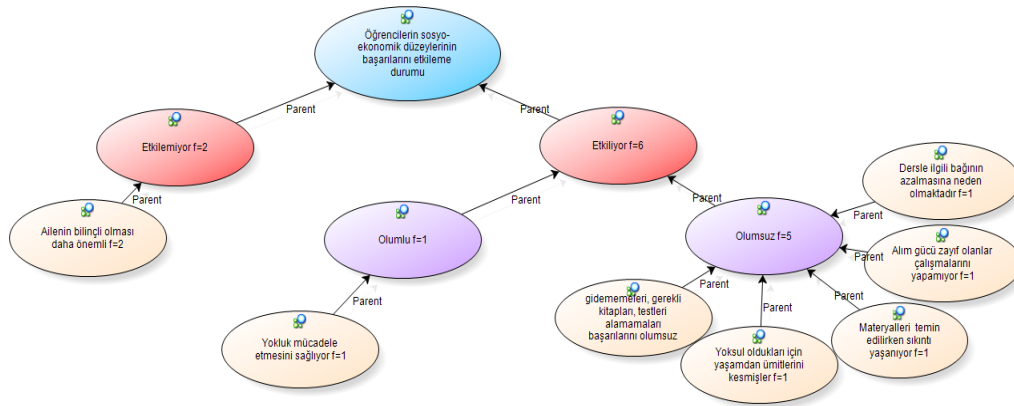 Öğrencilerin sosyo-
ekonomik düzeylerinin
başarılarını etkileme
durumu
Parent
Parent
Etkilemiyor f=2
Etkiliyor f=6
Parent
Parent
Parent
Ailenin bilinçli olması
daha önemli f=2
Olumlu f=1
Olumsuz f=5
Dersle ilgili bağının
azalmasına neden
olmaktadır f=1
Parent
Alım gücü zayıf olanlar
çalışmalarını
yapamıyor f=1
Parent
Parent
Parent
Parent
Parent
Yokluk mücadele
etmesini sağlıyor f=1
gidememeleri, gerekli
kitapları, testleri
alamamaları
başarılarını olumsuz
Yoksul oldukları için
yaşamdan ümitlerini
kesmişler f=1
Materyalleri temin
edilirken sıkıntı
yaşanıyor f=1